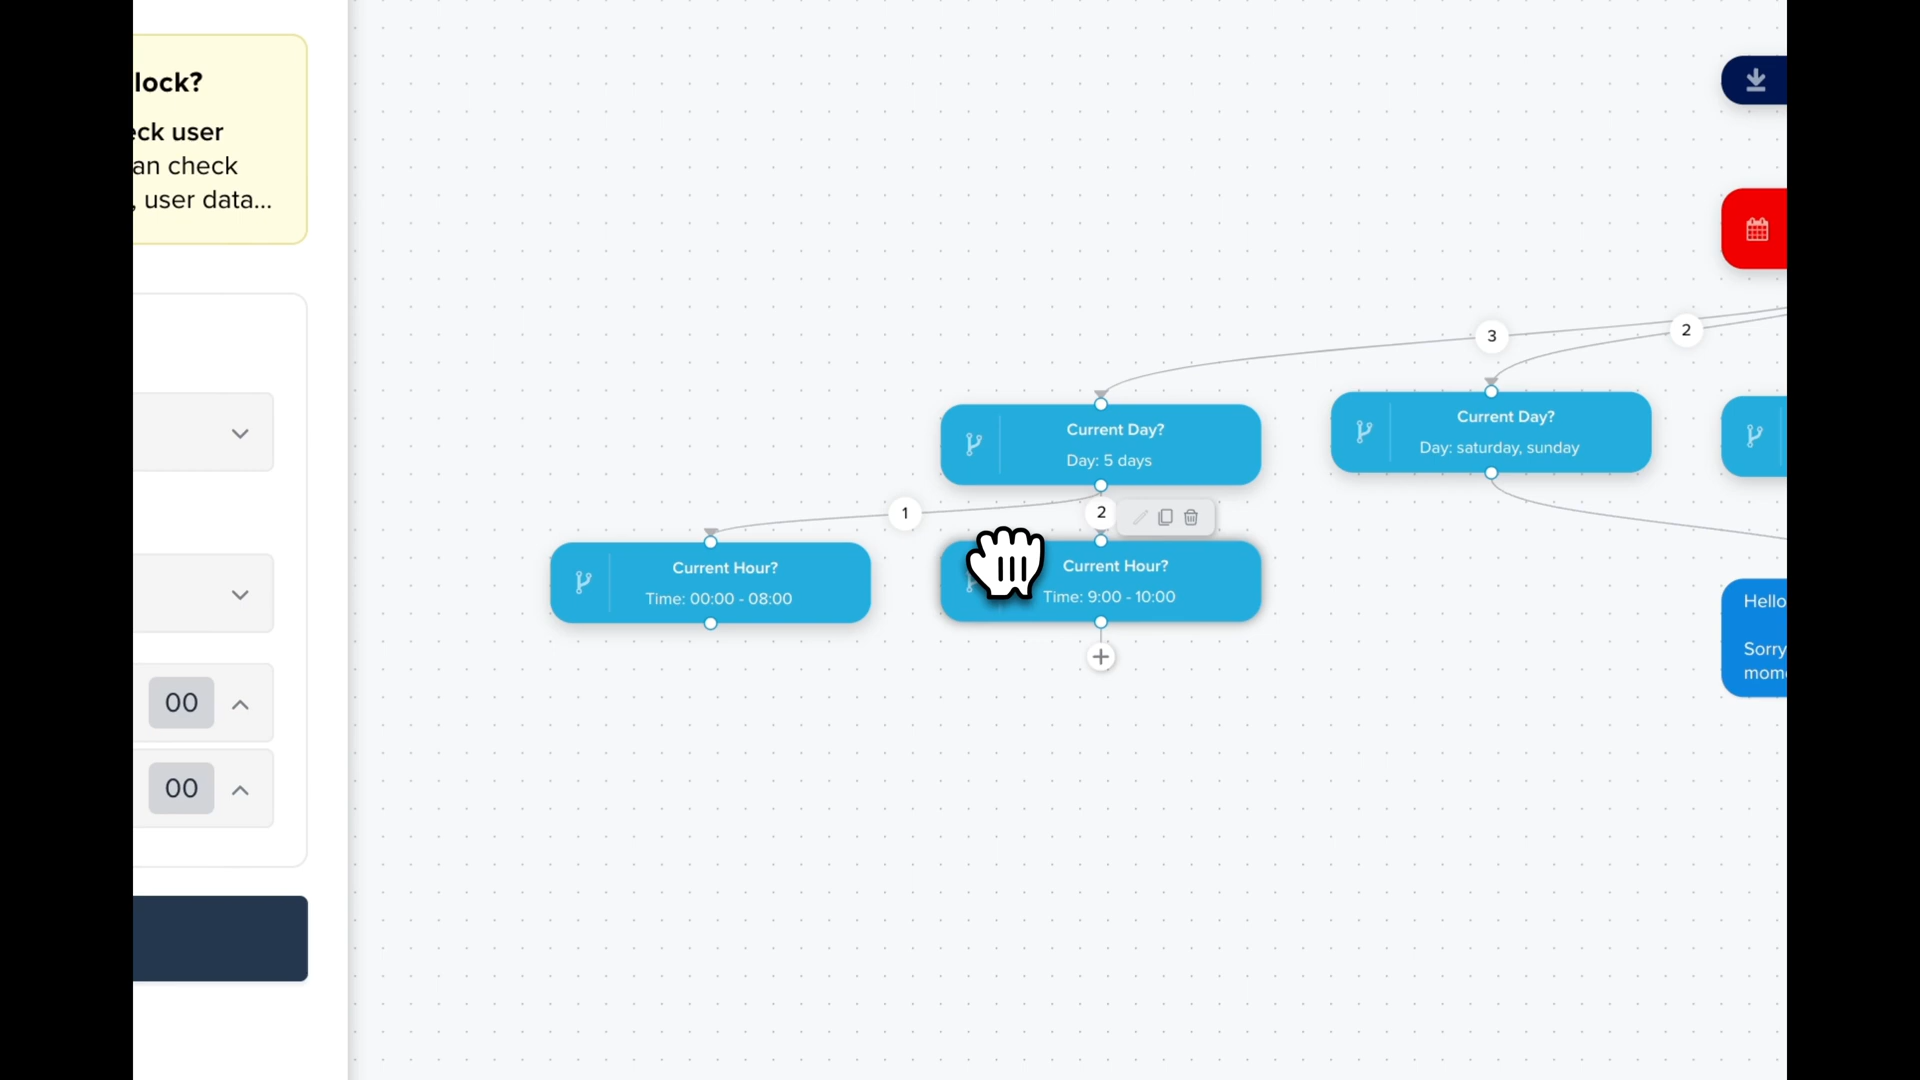 lock?
eck user
an check
, user data...
00
00
3
2
Current Day?
Day: 5 days
Current Day?
Day: saturday, sunday
1
2
Current Hour?
Time: 00:00 - 08:00
Current Hour?
Time: 9:00 - 10:00
Hello
Sorry
mom